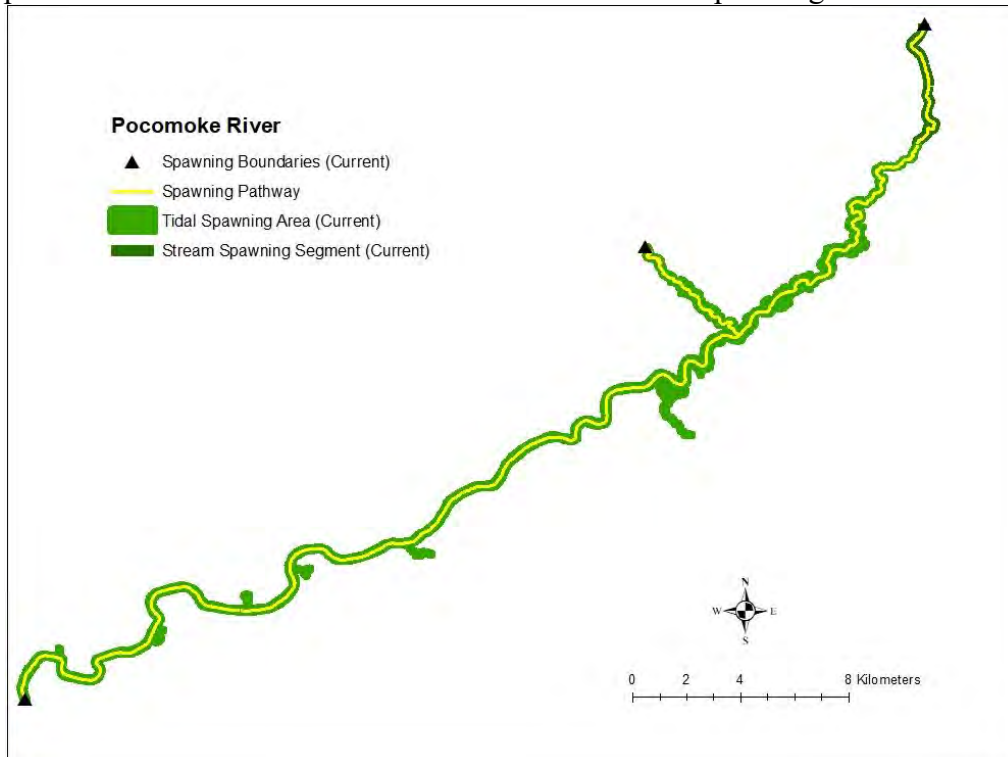 Pocomoke River
Spawning Boundaries (Current)
Spawning Pathway
Tidal Spawning Area (Current)
Stream Spawning Segment (Current)
N
W E
S
0 2 4 8 Kilometers